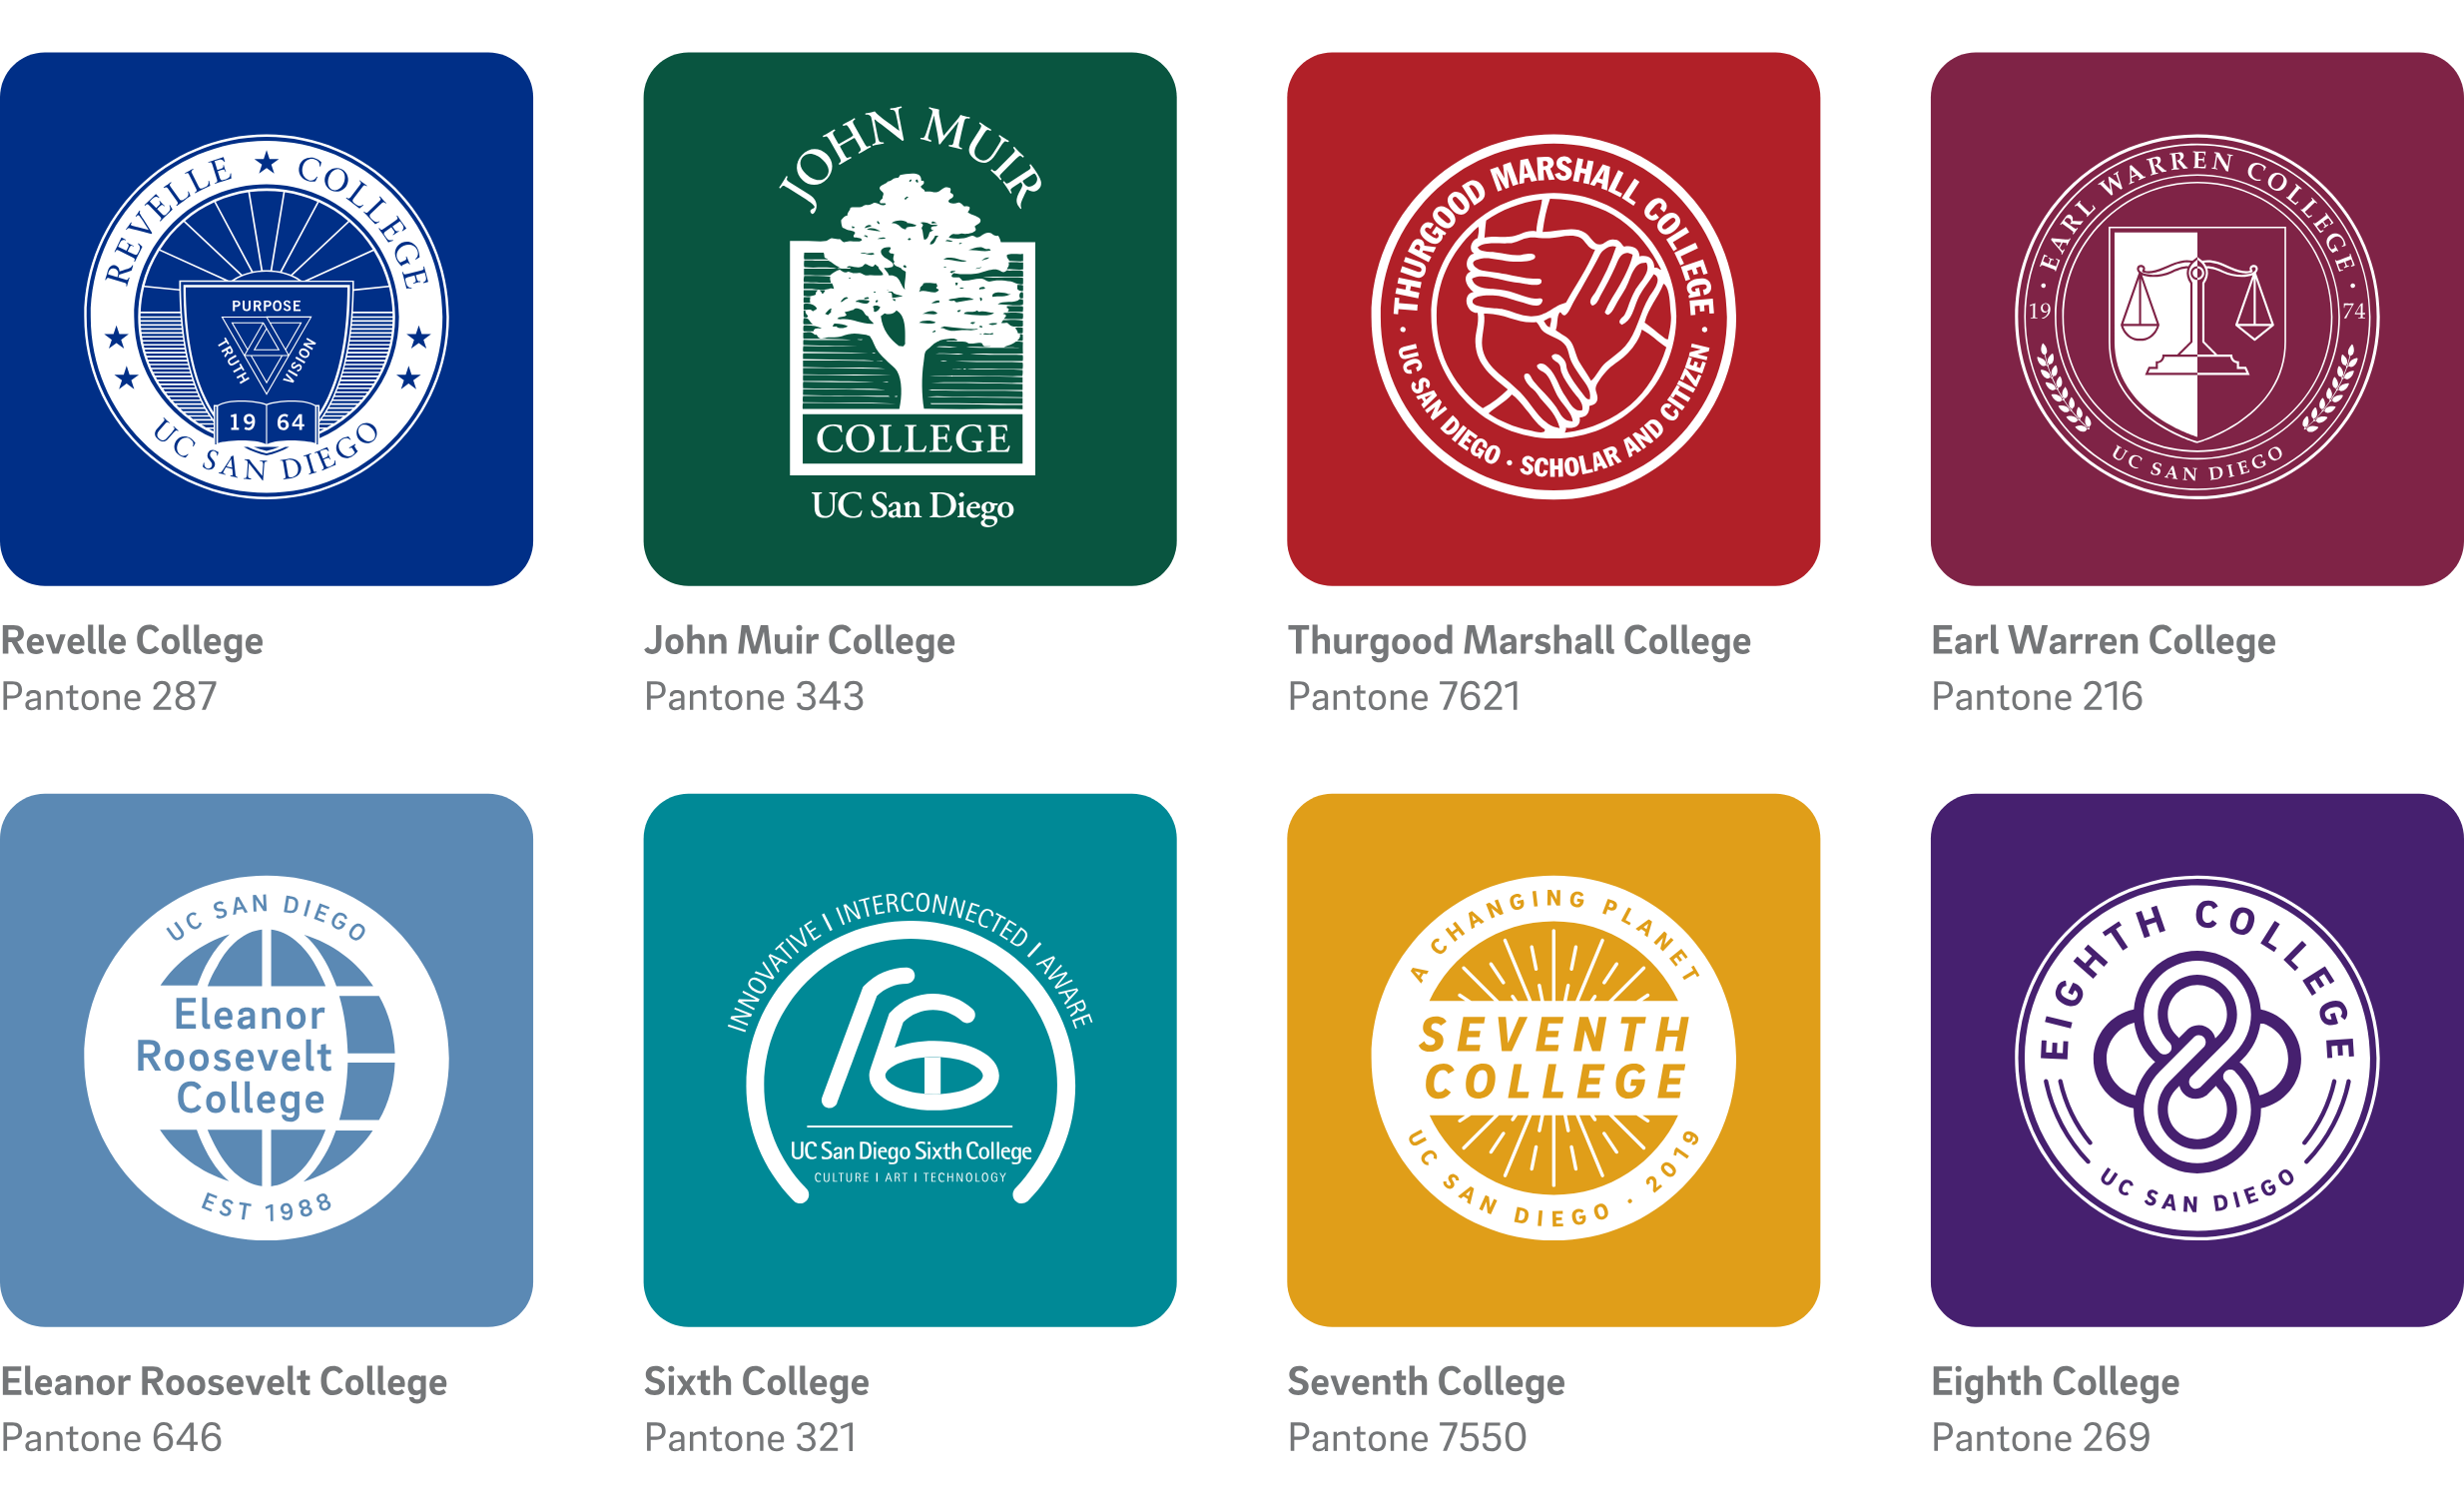 REVELLE ★ COLLEGE
PURPOSE
TRUTH
VISION
19 64
UC SAN DIEGO
JOHN MUIR
COLLEGE
UC San Diego
THURGOOD MARSHALL COLLEGE
UC SAN DIEGO · SCHOLAR AND CITIZEN
· EARL WARREN COLLEGE ·
19 74
UC SAN DIEGO
Revelle College
Pantone 287
John Muir College
Pantone 343
Thurgood Marshall College
Pantone 7621
Earl Warren College
Pantone 216
UC SAN DIEGO
Eleanor
Roosevelt
College
EST 1988
INNOVATIVE | INTERCONNECTED | AWARE
UC San Diego Sixth College
CULTURE | ART | TECHNOLOGY
A CHANGING PLANET
SEVENTH
COLLEGE
UC SAN DIEGO · 2019
EIGHTH COLLEGE
UC SAN DIEGO
Eleanor Roosevelt College
Pantone 646
Sixth College
Pantone 321
Seventh College
Pantone 7550
Eighth College
Pantone 269